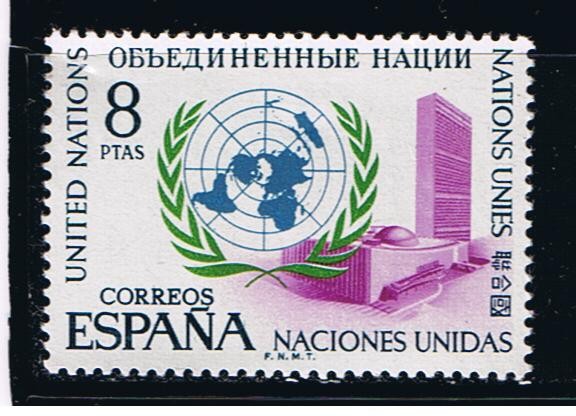 ОБЪЕДИНЕННЫЕ НАЦИИ
UNITED NATIONS
8
PTAS
NATIONS UNIES
聯合國
CORREOS
ESPAÑA
NACIONES UNIDAS
F.N.M.T.